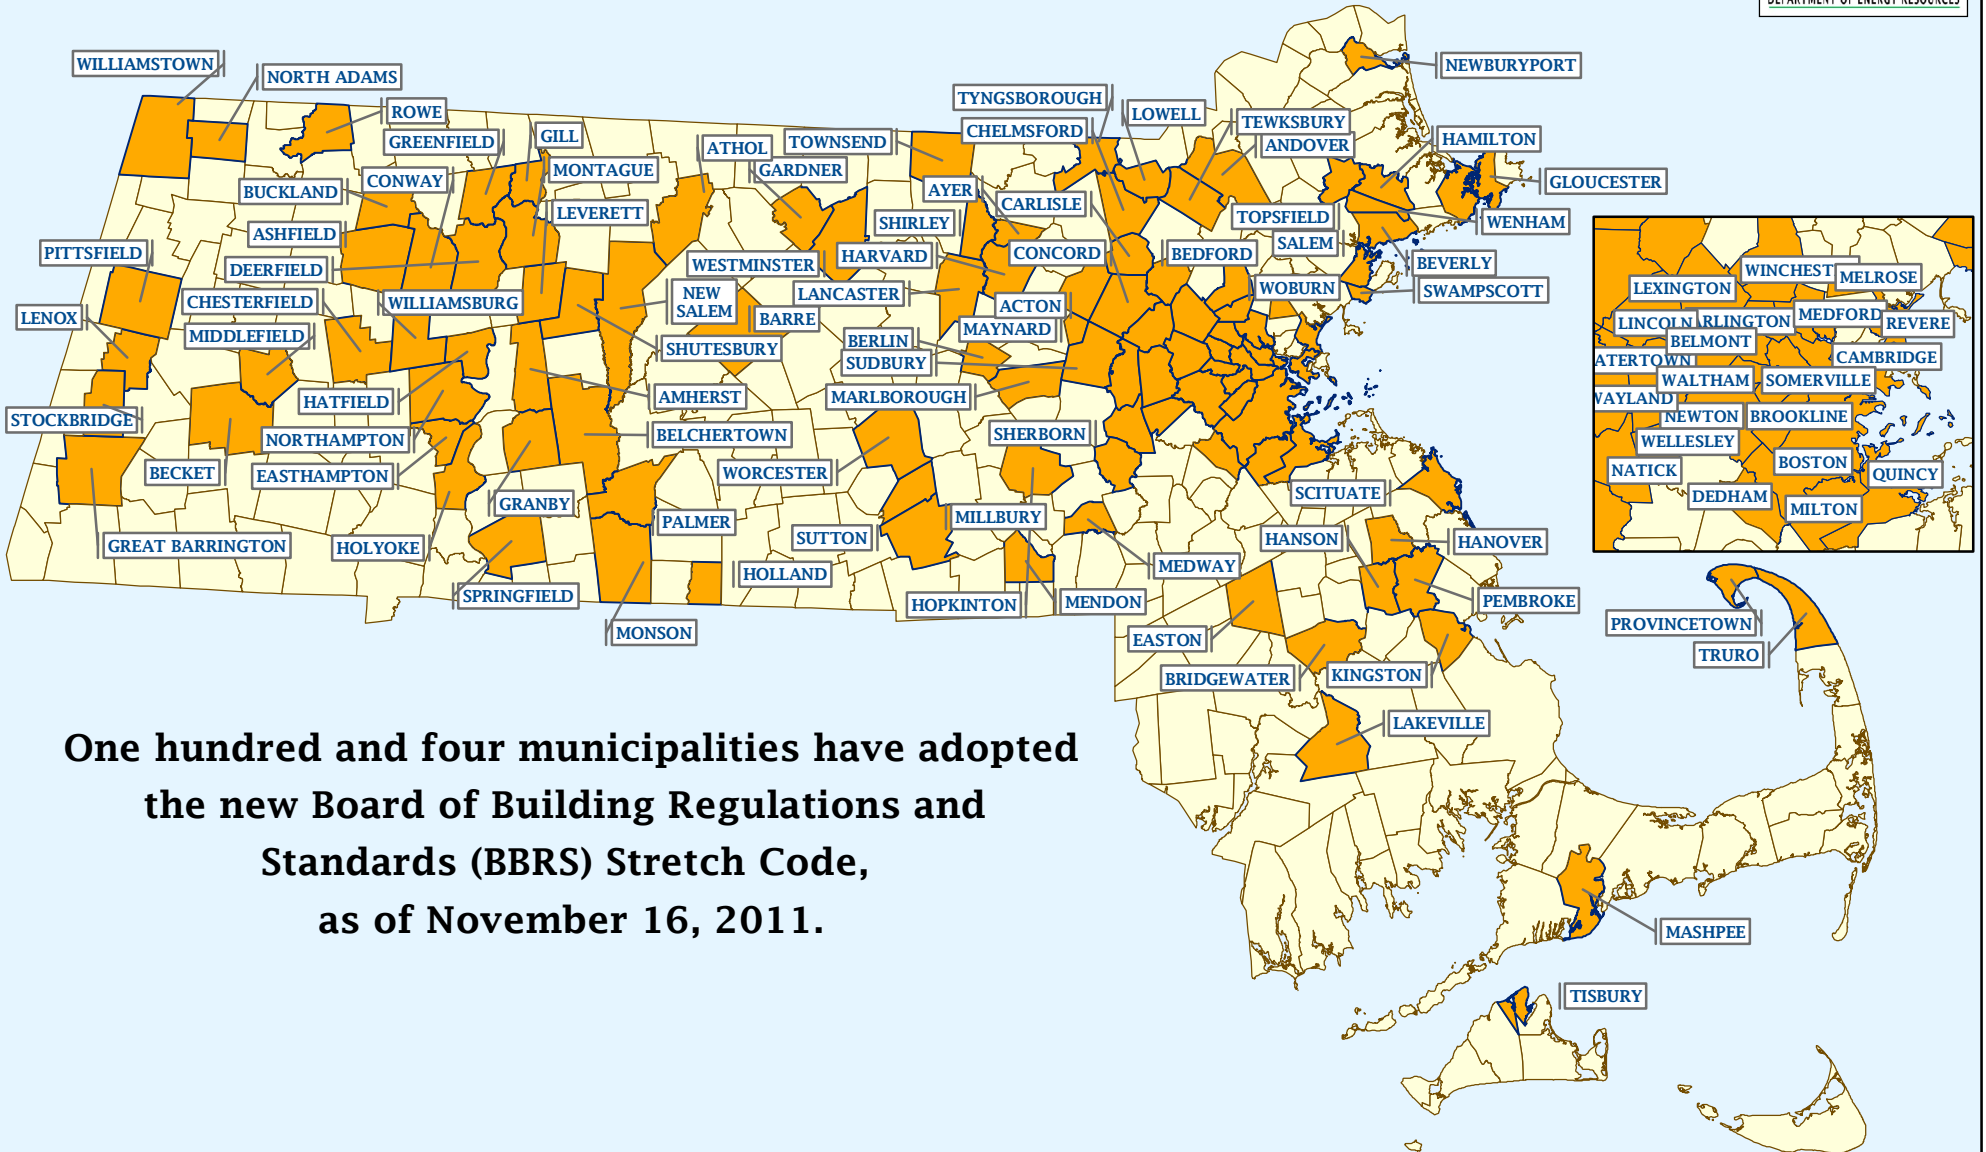 DEPARTMENT OF ENERGY RESOURCES
WILLIAMSTOWN
NORTH ADAMS
ROWE
GREENFIELD
GILL
MONTAGUE
ATHOL
TOWNSEND
GARDNER
TYNGSBOROUGH
CHELMSFORD
LOWELL
TEWKSBURY
ANDOVER
NEWBURYPORT
HAMILTON
GLOUCESTER
WENHAM
BUCKLAND
CONWAY
LEVERETT
AYER
CARLISLE
SHIRLEY
TOPSFIELD
SALEM
BEVERLY
SWAMPSCOTT
PITTSFIELD
ASHFIELD
DEERFIELD
CHESTERFIELD
WILLIAMSBURG
WESTMINSTER
HARVARD
CONCORD
BEDFORD
WOBURN
LENOX
MIDDLEFIELD
NEW
SALEM
BARRE
LANCASTER
ACTON
MAYNARD
BERLIN
SUDBURY
SHUTESBURY
MARLBOROUGH
AMHERST
HATFIELD
STOCKBRIDGE
NORTHAMPTON
BELCHERTOWN
SHERBORN
BECKET
EASTHAMPTON
WORCESTER
GRANBY
PALMER
MILLBURY
SCITUATE
GREAT BARRINGTON
HOLYOKE
SUTTON
HANSON
HANOVER
HOLLAND
MEDWAY
SPRINGFIELD
HOPKINTON
MENDON
PEMBROKE
MONSON
EASTON
BRIDGEWATER
KINGSTON
LAKEVILLE
WINCHEST
MELROSE
LEXINGTON
LINCOLN
ARLINGTON
MEDFORD
REVERE
BELMONT
ATERTOWN
CAMBRIDGE
WALTHAM
SOMERVILLE
WAYLAND
NEWTON
BROOKLINE
WELLESLEY
NATICK
BOSTON
QUINCY
DEDHAM
MILTON
PROVINCETOWN
TRURO
MASHPEE
TISBURY
One hundred and four municipalities have adopted
the new Board of Building Regulations and
Standards (BBRS) Stretch Code,
as of November 16, 2011.